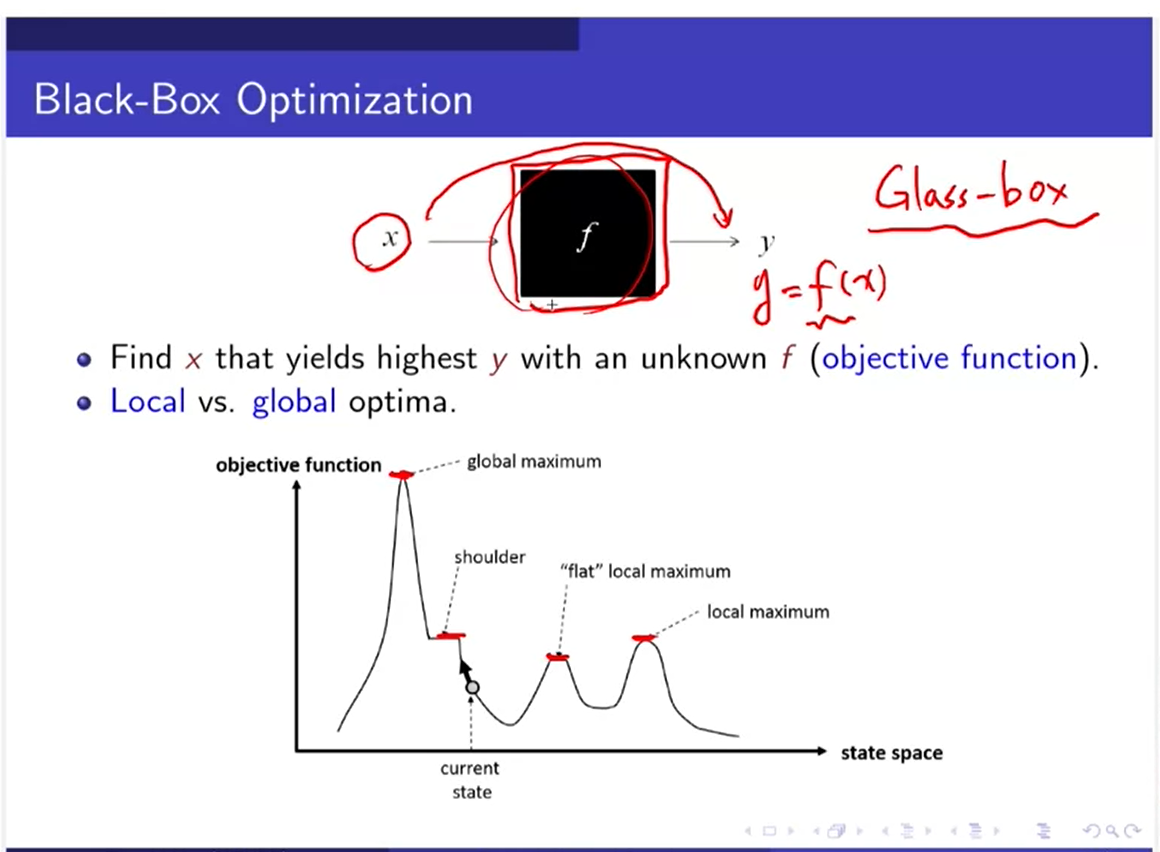 Black-Box Optimization
Glass-box
x
f
y
y = f(x)
Find x that yields highest y with an unknown f (objective function).
Local vs. global optima.
objective function
global maximum
shoulder
“flat” local maximum
local maximum
state space
current
state